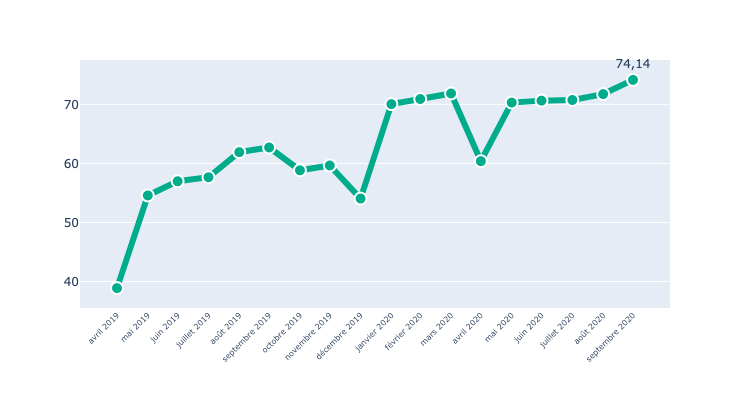 74,14
70
60
50
40
avril 2019
mai 2019
juin 2019
juillet 2019
août 2019
septembre 2019
octobre 2019
novembre 2019
décembre 2019
janvier 2020
février 2020
mars 2020
avril 2020
mai 2020
juin 2020
juillet 2020
août 2020
septembre 2020